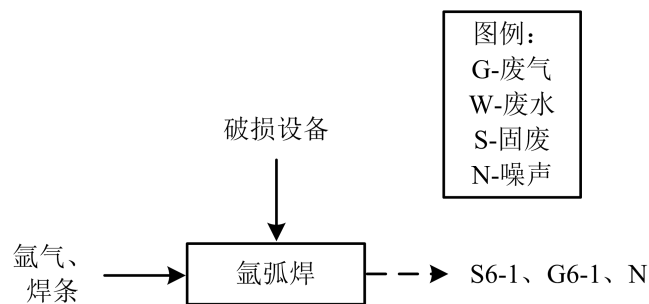 图例：
G-废气
W-废水
S-固废
N-噪声
破损设备
氩气、
焊条
氩弧焊
S6-1、G6-1、N